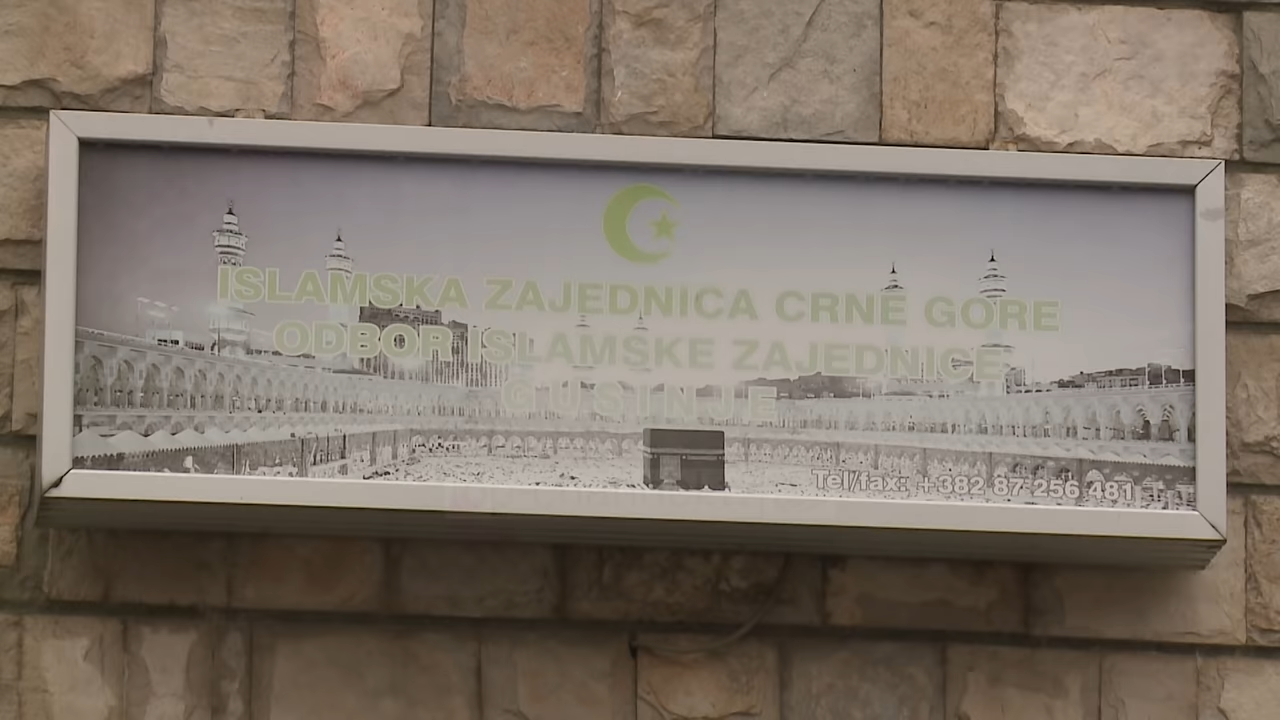 ISLAMSKA ZAJEDNICA CRNE GORE
ODBOR ISLAMSKE ZAJEDNICE
GUSINJE
Tel/fax: +382 87 256 481